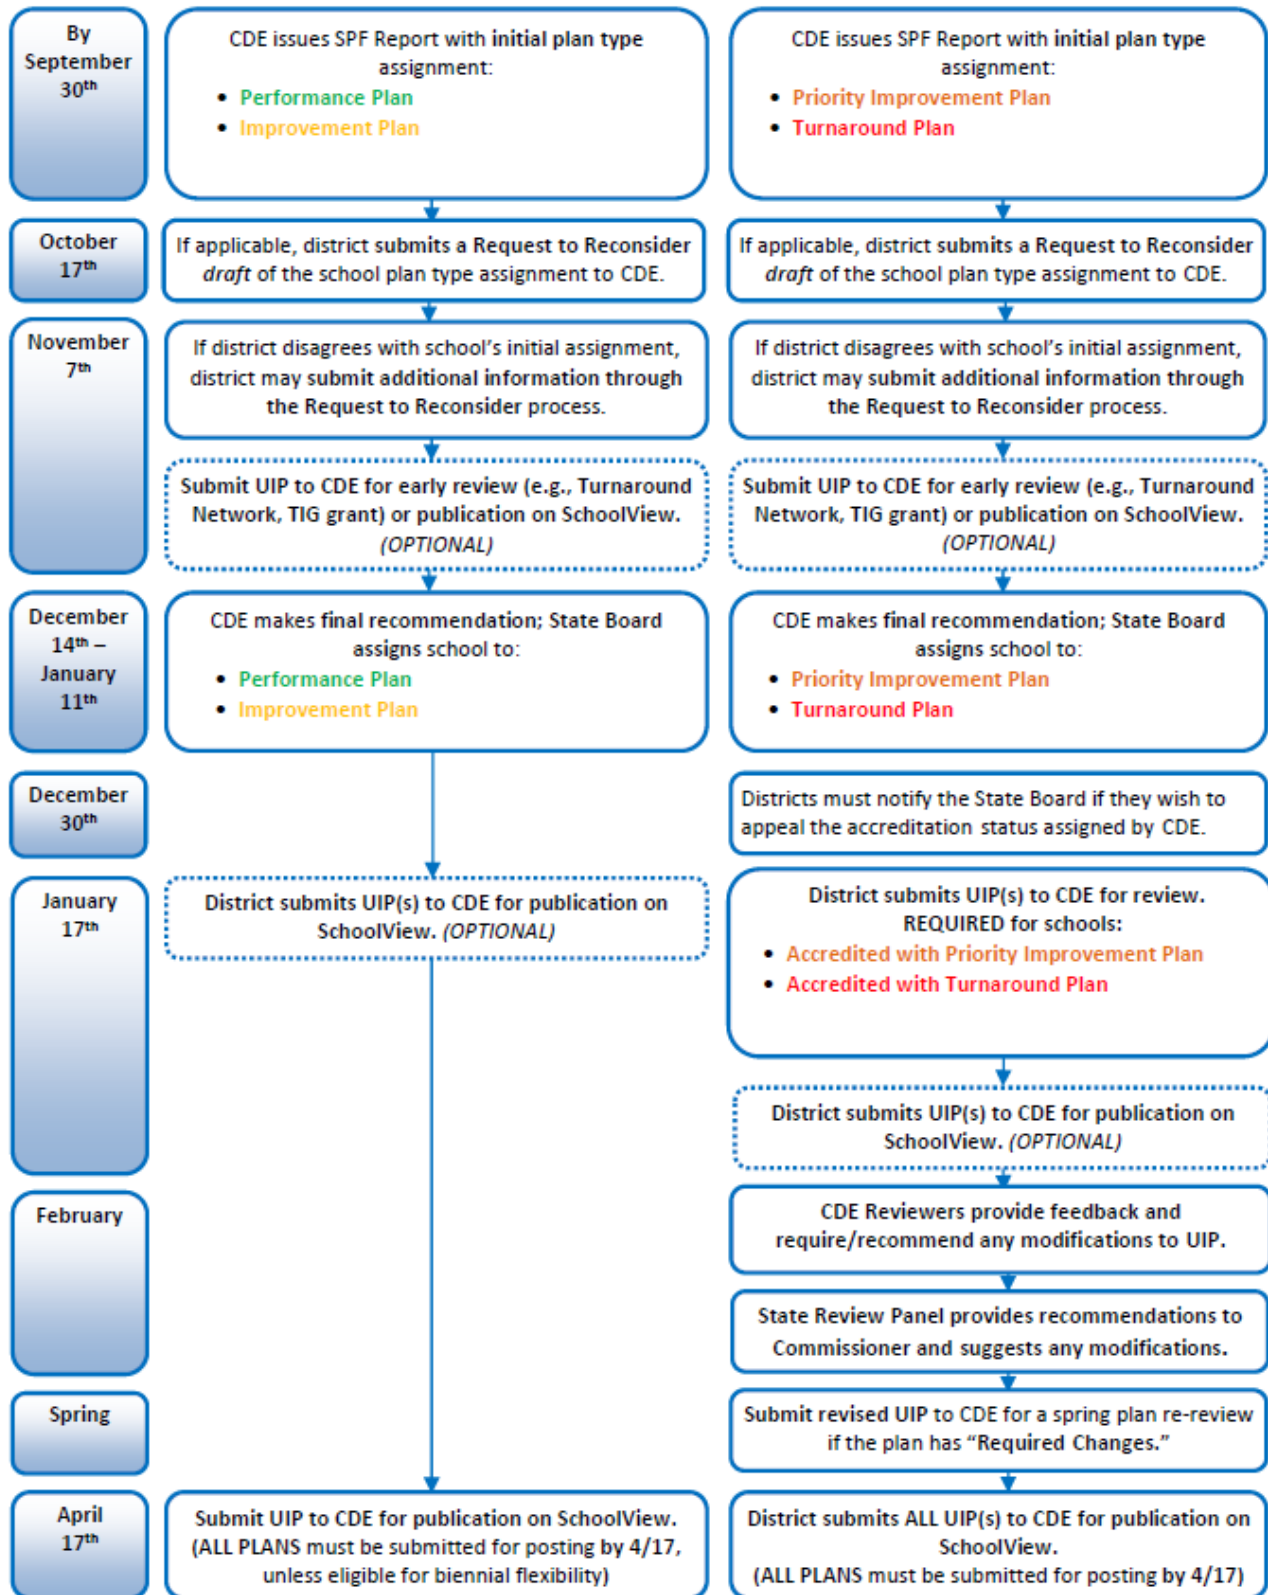 By
September
30th
CDE issues SPF Report with initial plan type
assignment:
• Performance Plan
• Improvement Plan
CDE issues SPF Report with initial plan type
assignment:
• Priority Improvement Plan
• Turnaround Plan
October
17th
If applicable, district submits a Request to Reconsider
draft of the school plan type assignment to CDE.
If applicable, district submits a Request to Reconsider
draft of the school plan type assignment to CDE.
November
7th
If district disagrees with school's initial assignment,
district may submit additional information through
the Request to Reconsider process.
If district disagrees with school's initial assignment,
district may submit additional information through
the Request to Reconsider process.
Submit UIP to CDE for early review (e.g., Turnaround
Network, TIG grant) or publication on SchoolView.
(OPTIONAL)
Submit UIP to CDE for early review (e.g., Turnaround
Network, TIG grant) or publication on SchoolView.
(OPTIONAL)
December
14th –
January
11th
CDE makes final recommendation; State Board
assigns school to:
• Performance Plan
• Improvement Plan
CDE makes final recommendation; State Board
assigns school to:
• Priority Improvement Plan
• Turnaround Plan
December
30th
Districts must notify the State Board if they wish to
appeal the accreditation status assigned by CDE.
January
17th
District submits UIP(s) to CDE for publication on
SchoolView. (OPTIONAL)
District submits UIP(s) to CDE for review.
REQUIRED for schools:
• Accredited with Priority Improvement Plan
• Accredited with Turnaround Plan
District submits UIP(s) to CDE for publication on
SchoolView. (OPTIONAL)
February
CDE Reviewers provide feedback and
require/recommend any modifications to UIP.
State Review Panel provides recommendations to
Commissioner and suggests any modifications.
Spring
Submit revised UIP to CDE for a spring plan re-review
if the plan has “Required Changes.”
April
17th
Submit UIP to CDE for publication on SchoolView.
(ALL PLANS must be submitted for posting by 4/17,
unless eligible for biennial flexibility)
District submits ALL UIP(s) to CDE for publication on
SchoolView.
(ALL PLANS must be submitted for posting by 4/17)